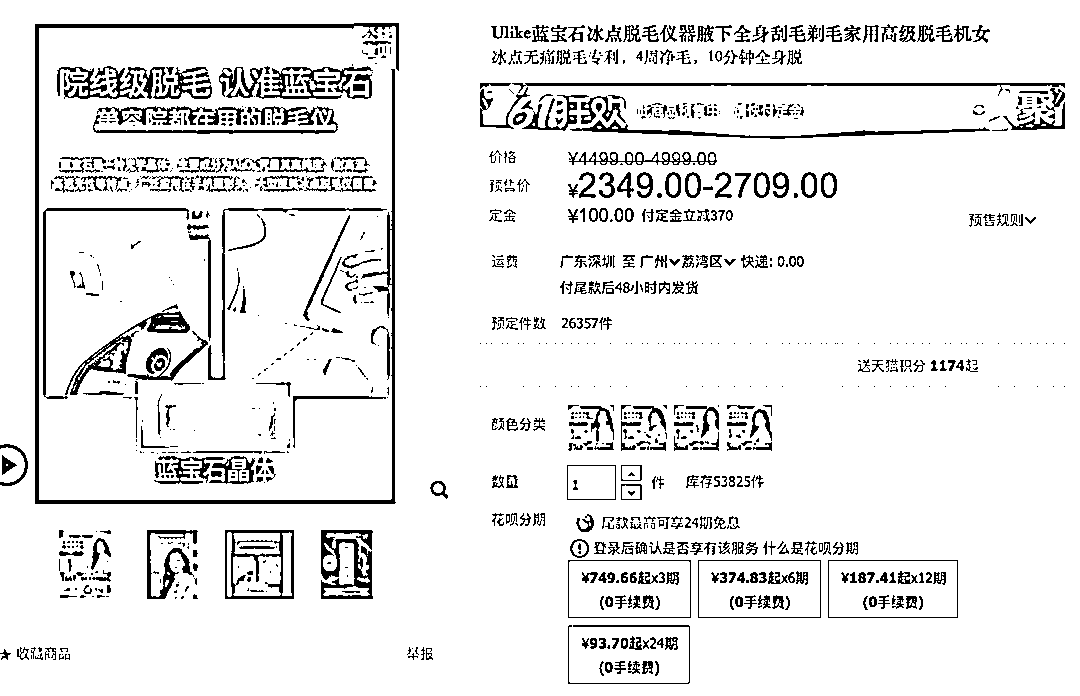 院线级脱毛 认准蓝宝石
美容院都在用的脱毛仪
蓝宝石晶体
收藏商品
举报
Ulike蓝宝石冰点脱毛仪器腋下全身刮毛剃毛家用高级脱毛机女
冰点无痛脱毛专利，4周净毛，10分钟全身脱
618狂欢
此商品预售中 请快付定金
聚
价格 ¥4499.00-4999.00
预售价 ¥2349.00-2709.00
定金 ¥100.00 付定金立减370 预售规则
运费 广东深圳 至 广州 荔湾区 快递: 0.00
付尾款后48小时内发货
预定件数 26357件
送天猫积分 1174起
颜色分类
数量 1 件 库存53825件
花呗分期 尾款最高可享24期免息
登录后确认是否享有该服务 什么是花呗分期
¥749.66起x3期 ¥374.83起x6期 ¥187.41起x12期
(0手续费) (0手续费) (0手续费)
¥93.70起x24期
(0手续费)